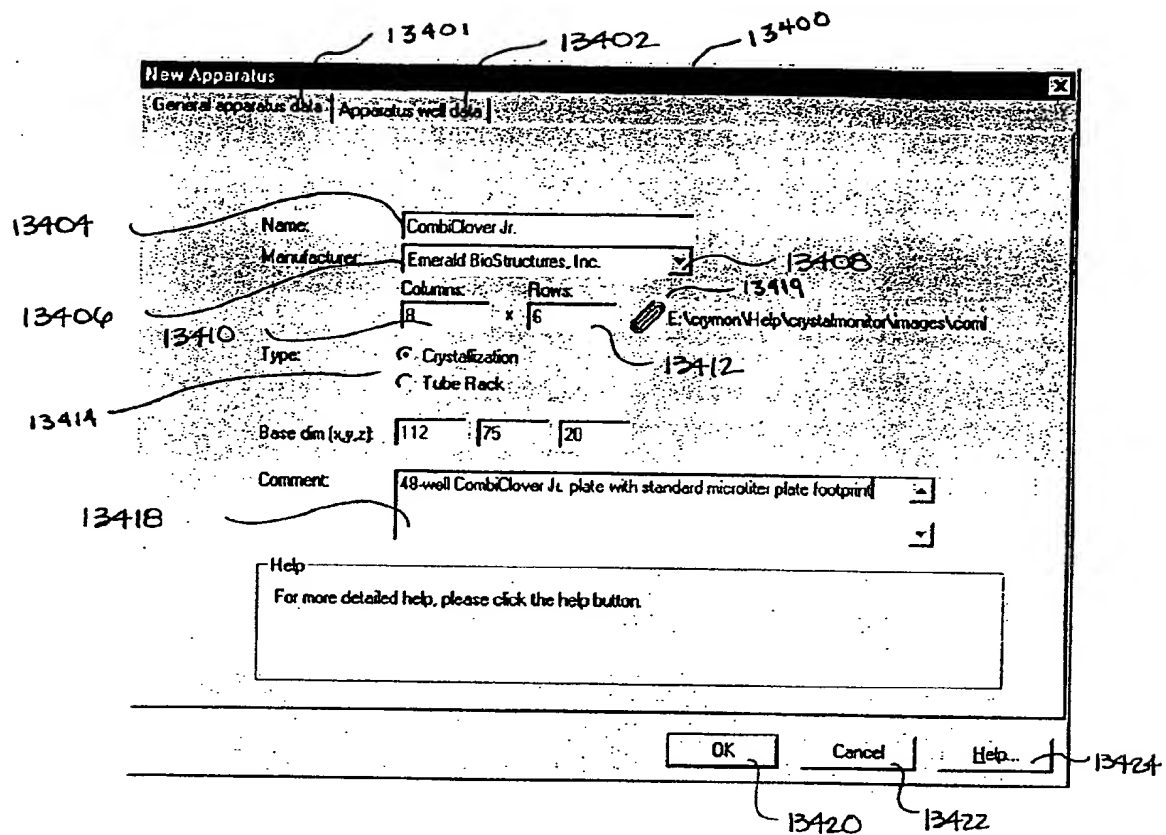 13401 13402 13400
New Apparatus
General apparatus data Apparatus well data
13404 Name: CombiClover Jr.
Manufacturer: Emerald BioStructures, Inc. 13408
13406 Columns: Rows: 13419
13410 8 x 6 E:\crymon\Help\crystalmonitor\images\coml
Type: Crystallization 13412
Tube Rack
13414
Base dim (x,y,z): 112 75 20
Comment: 48-well CombiClover Jr. plate with standard microliter plate footprint
13418
Help
For more detailed help, please click the help button.
OK Cancel Help...
13424
13420 13422